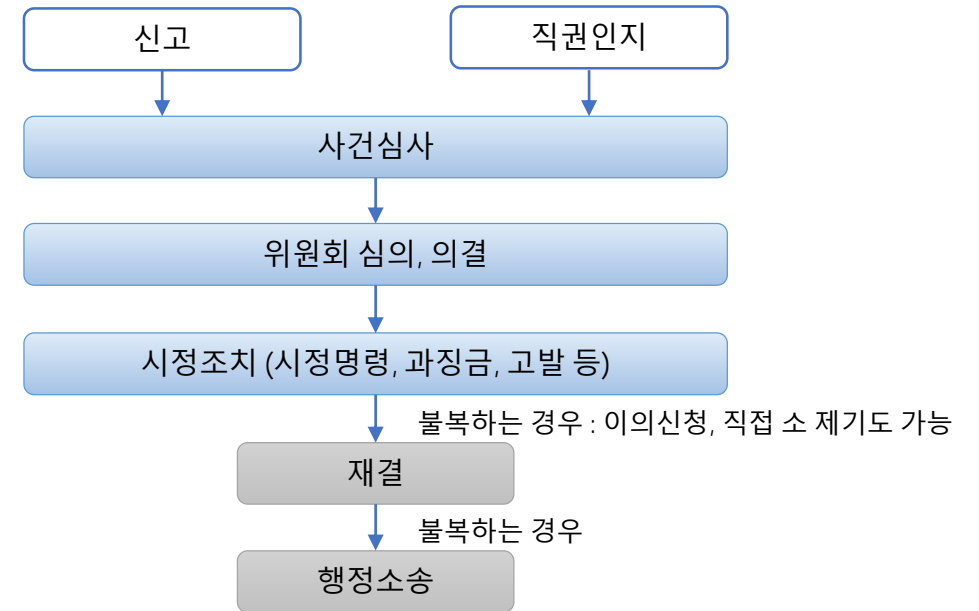 신고
직권인지
사건심사
위원회 심의, 의결
시정조치 (시정명령, 과징금, 고발 등)
불복하는 경우 : 이의신청, 직접 소 제기도 가능
재결
불복하는 경우
행정소송